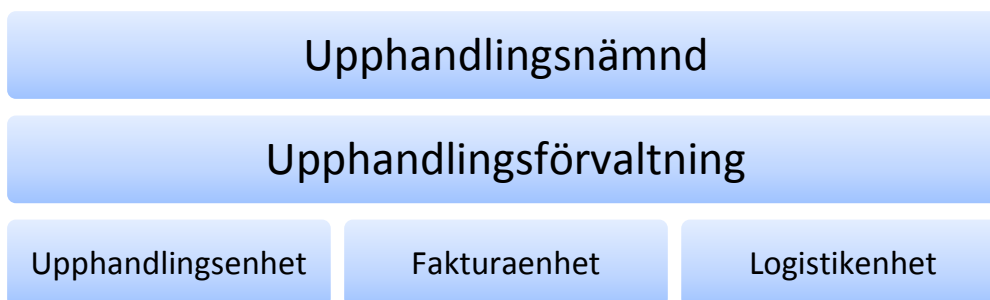 Upphandlingsnämnd
Upphandlingsförvaltning
Upphandlingsenhet
Fakturaenhet
Logistikenhet